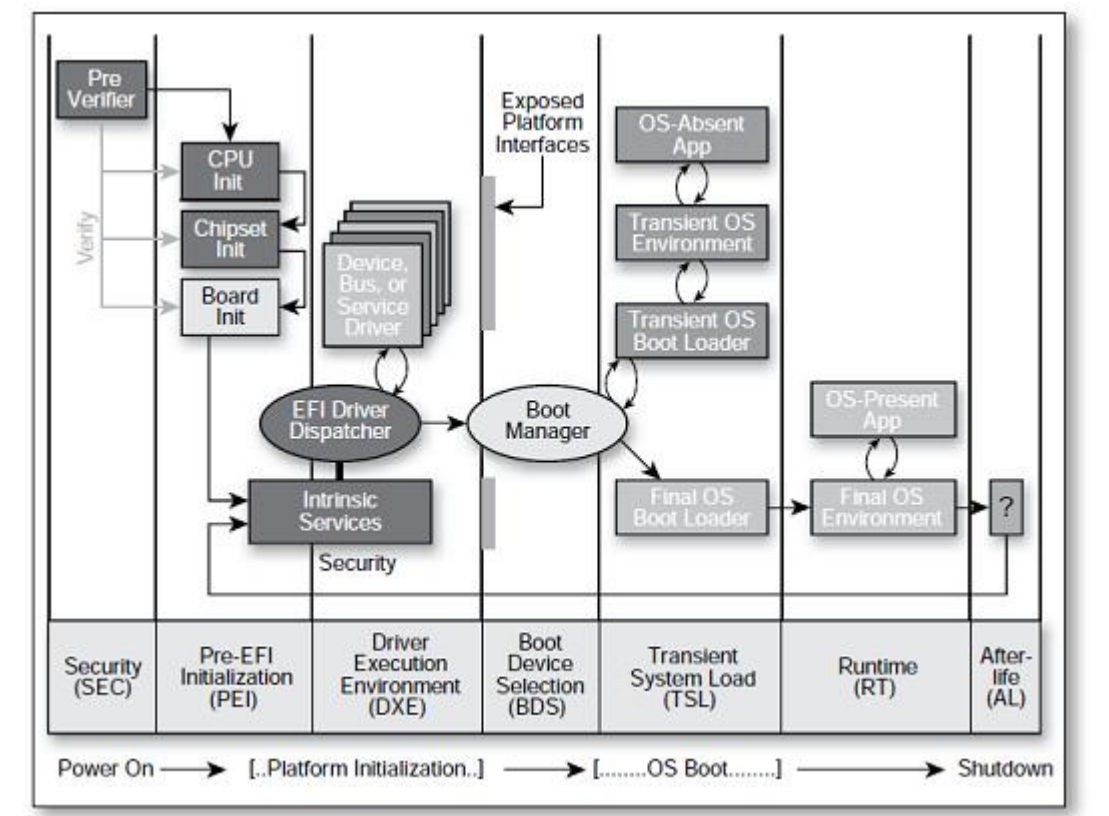 Pre
Verifier
Verify
CPU
Init
Chipset
Init
Board
Init
Device,
Bus, or
Service
Driver
EFI Driver
Dispatcher
Intrinsic
Services
Security
Exposed
Platform
Interfaces
Boot
Manager
OS-Absent
App
Transient OS
Environment
Transient OS
Boot Loader
Final OS
Boot Loader
OS-Present
App
Final OS
Environment
?
Security
(SEC)
Pre-EFI
Initialization
(PEI)
Driver
Execution
Environment
(DXE)
Boot
Device
Selection
(BDS)
Transient
System Load
(TSL)
Runtime
(RT)
After-
life
(AL)
Power On [..Platform Initialization..] [........OS Boot........] Shutdown